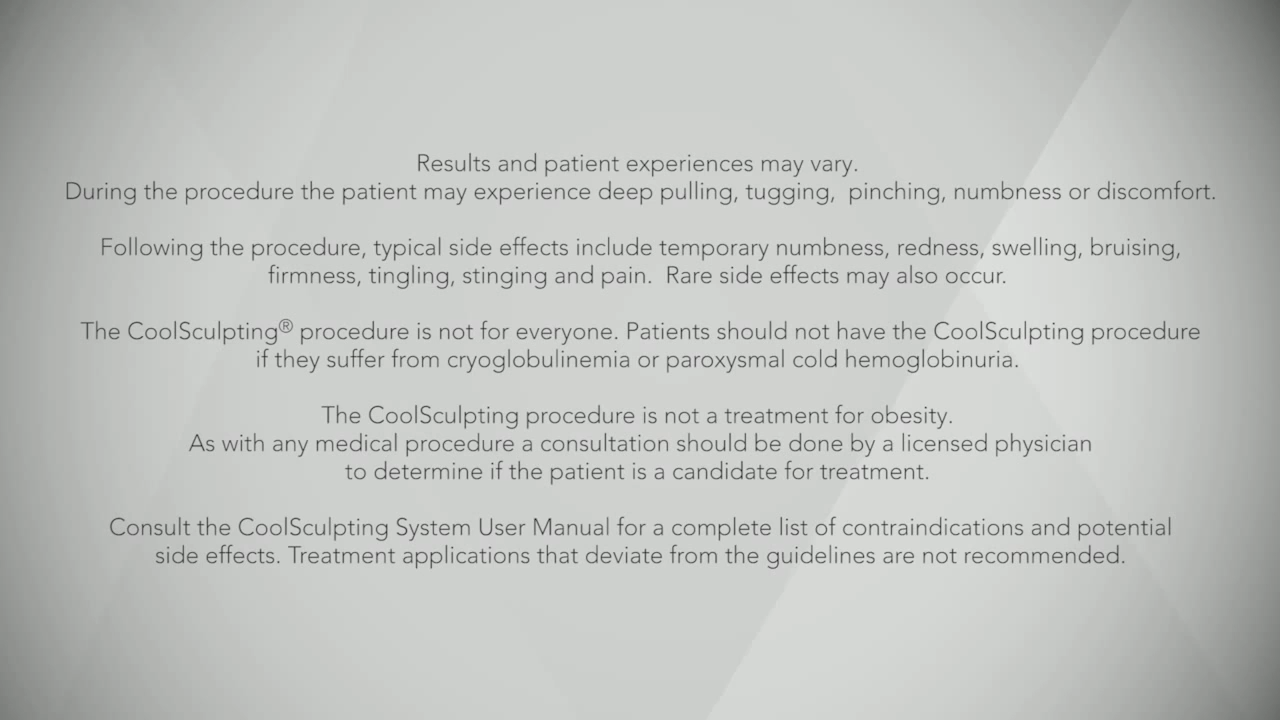 Results and patient experiences may vary.
During the procedure the patient may experience deep pulling, tugging,  pinching, numbness or discomfort.
Following the procedure, typical side effects include temporary numbness, redness, swelling, bruising,
firmness, tingling, stinging and pain.  Rare side effects may also occur.
The CoolSculpting® procedure is not for everyone. Patients should not have the CoolSculpting procedure
if they suffer from cryoglobulinemia or paroxysmal cold hemoglobinuria.
The CoolSculpting procedure is not a treatment for obesity.
As with any medical procedure a consultation should be done by a licensed physician
to determine if the patient is a candidate for treatment.
Consult the CoolSculpting System User Manual for a complete list of contraindications and potential
side effects. Treatment applications that deviate from the guidelines are not recommended.